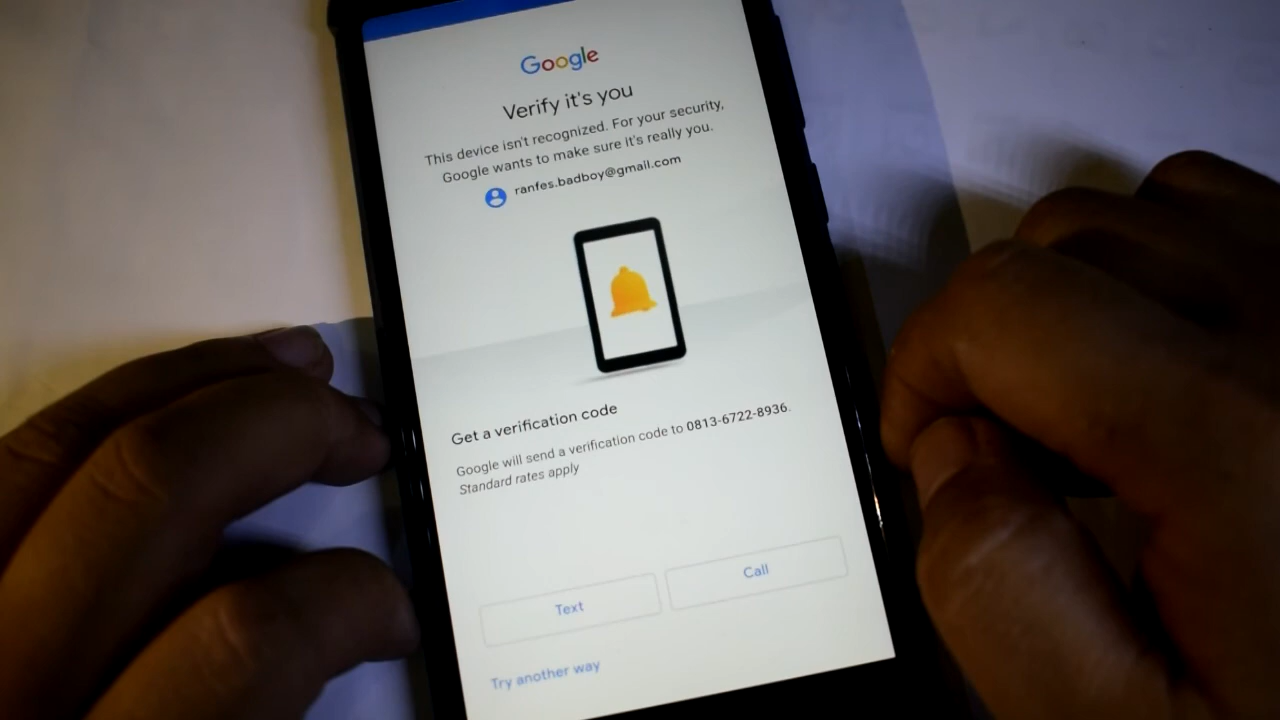 Google
Verify it's you
This device isn't recognized. For your security,
Google wants to make sure it's really you.
ranfes.badboy@gmail.com
Get a verification code
Google will send a verification code to 0813-6722-8936.
Standard rates apply
Text
Call
Try another way